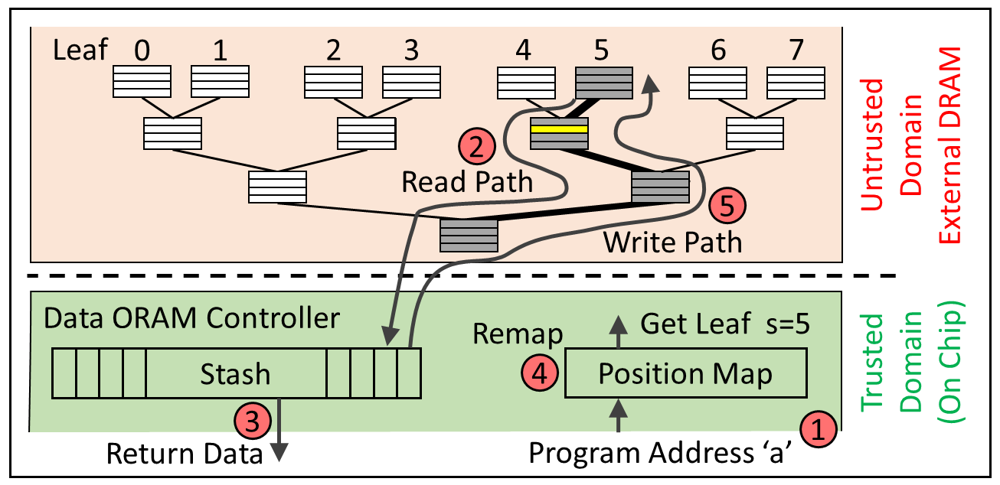 Leaf 0 1 2 3 4 5 6 7
2
Read Path
5
Write Path
Untrusted
Domain
External DRAM
Data ORAM Controller
Stash
3
Return Data
Remap
4
Get Leaf s=5
Position Map
1
Program Address ‘a’
Trusted
Domain
(On Chip)